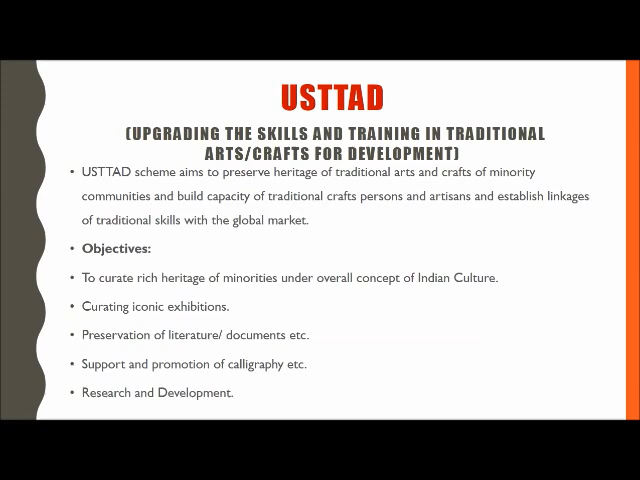 USTTAD
(UPGRADING THE SKILLS AND TRAINING IN TRADITIONAL
ARTS/CRAFTS FOR DEVELOPMENT)
• USTTAD scheme aims to preserve heritage of traditional arts and crafts of minority
communities and build capacity of traditional crafts persons and artisans and establish linkages
of traditional skills with the global market.
• Objectives:
• To curate rich heritage of minorities under overall concept of Indian Culture.
• Curating iconic exhibitions.
• Preservation of literature/ documents etc.
• Support and promotion of calligraphy etc.
• Research and Development.